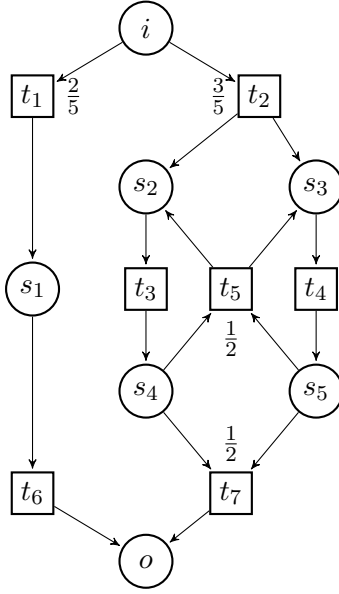 i
t₁ 2/5 3/5 t₂
s₂ s₃
s₁ t₃ t₅ t₄
1/2
s₄ s₅
1/2
t₆ t₇
o